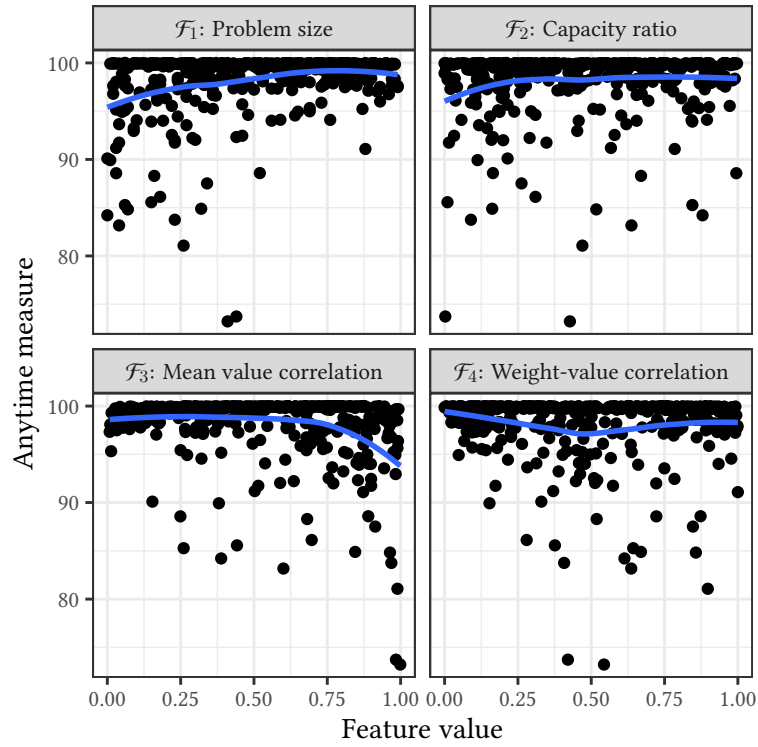 ℱ₁: Problem size
ℱ₂: Capacity ratio
100
90
80
ℱ₃: Mean value correlation
ℱ₄: Weight-value correlation
100
90
80
Anytime measure
0.00 0.25 0.50 0.75 1.00
0.00 0.25 0.50 0.75 1.00
Feature value